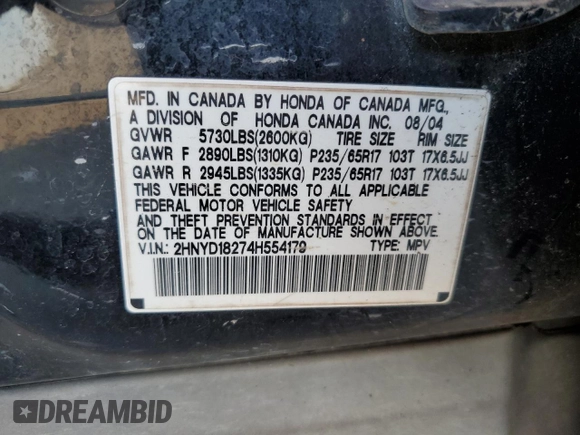 MFD. IN CANADA BY HONDA OF CANADA MFG.,
A DIVISION OF HONDA CANADA INC. 08/04
GVWR 5730LBS(2600KG) TIRE SIZE RIM SIZE
GAWR F 2890LBS(1310KG) P235/65R17 103T 17X6.5JJ
GAWR R 2945LBS(1335KG) P235/65R17 103T 17X6.5JJ
THIS VEHICLE CONFORMS TO ALL APPLICABLE
FEDERAL MOTOR VEHICLE SAFETY
AND THEFT PREVENTION STANDARDS IN EFFECT
ON THE DATE OF MANUFACTURE SHOWN ABOVE.
V.I.N.: 2HNYD18274H554179 TYPE: MPV
DREAMBID